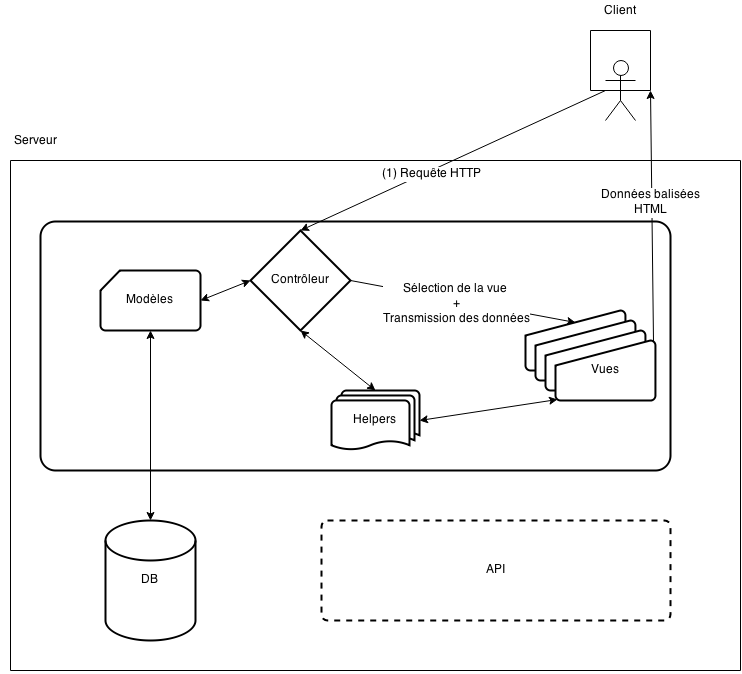 Client
Serveur
(1) Requête HTTP
Données balisées
HTML
Contrôleur
Modèles
Sélection de la vue
+
Transmission des données
Vues
Helpers
DB
API